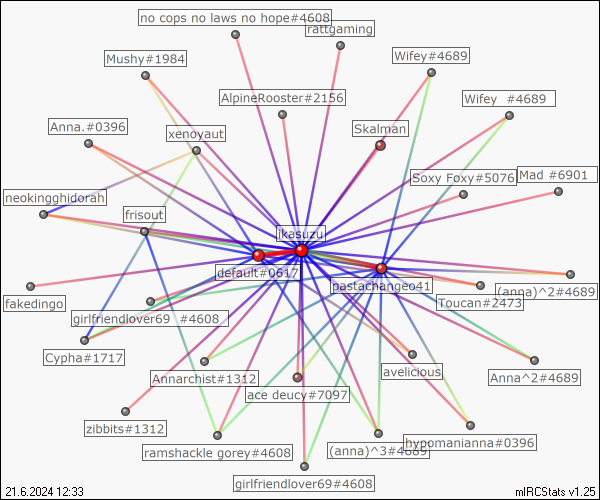 no cops no laws no hope#4608
rattgaming
Mushy#1984
Wifey#4689
AlpineRooster#2156
Wifey  #4689
Anna.#0396
xenoyaut
Skalman
Soxy Foxy#5076
Mad #6901
neokingghidorah
frisout
ikasuzu
default#0617
pastachangeo41
(anna)^2#4689
fakedingo
Toucan#2473
girlfriendlover69  #4608
Cypha#1717
Annarchist#1312
avelicious
Anna^2#4689
ace deucy#7097
zibbits#1312
ramshackle gorey#4608
(anna)^3#4689
hypomanianna#0396
girlfriendlover69#4608
21.6.2024 12:33
mIRCStats v1.25